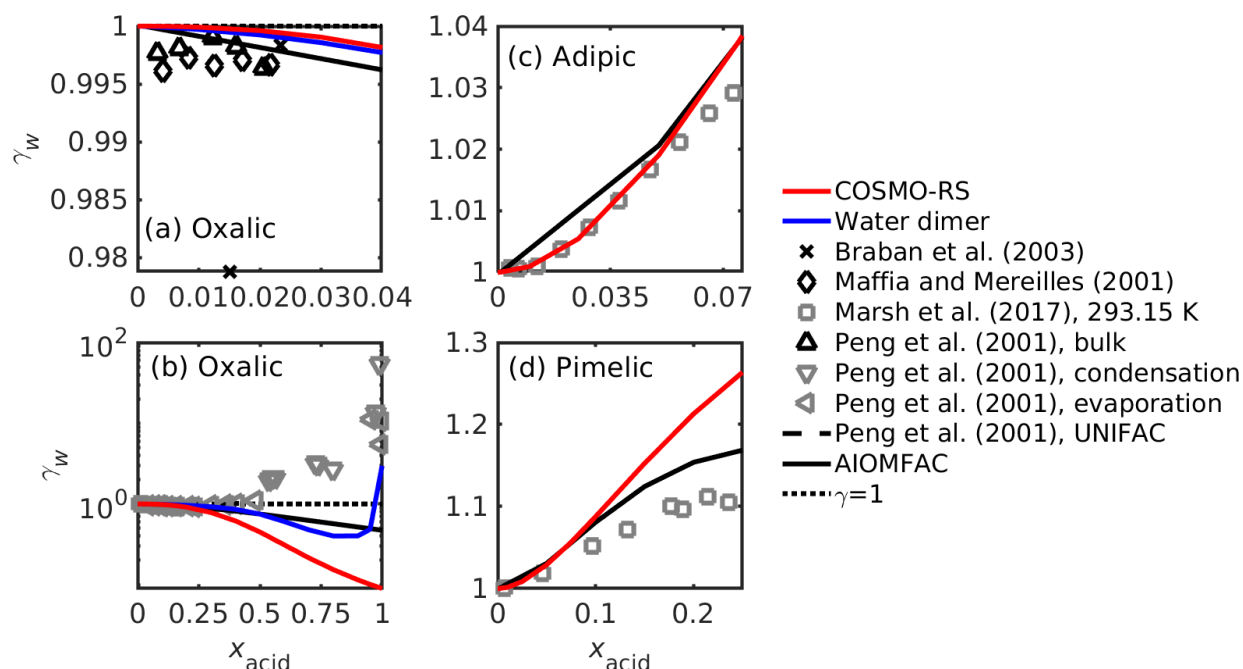 1
0.995
0.99
0.985
0.98
γw
(a) Oxalic
0 0.01 0.02 0.03 0.04
1.04
1.03
1.02
1.01
1
(c) Adipic
0 0.035 0.07
10^2
10^0
γw
(b) Oxalic
0 0.25 0.5 0.75 1
xacid
1.3
1.2
1.1
1
(d) Pimelic
0 0.1 0.2
xacid
COSMO-RS
Water dimer
Braban et al. (2003)
Maffia and Mereilles (2001)
Marsh et al. (2017), 293.15 K
Peng et al. (2001), bulk
Peng et al. (2001), condensation
Peng et al. (2001), evaporation
Peng et al. (2001), UNIFAC
AIOMFAC
γ=1